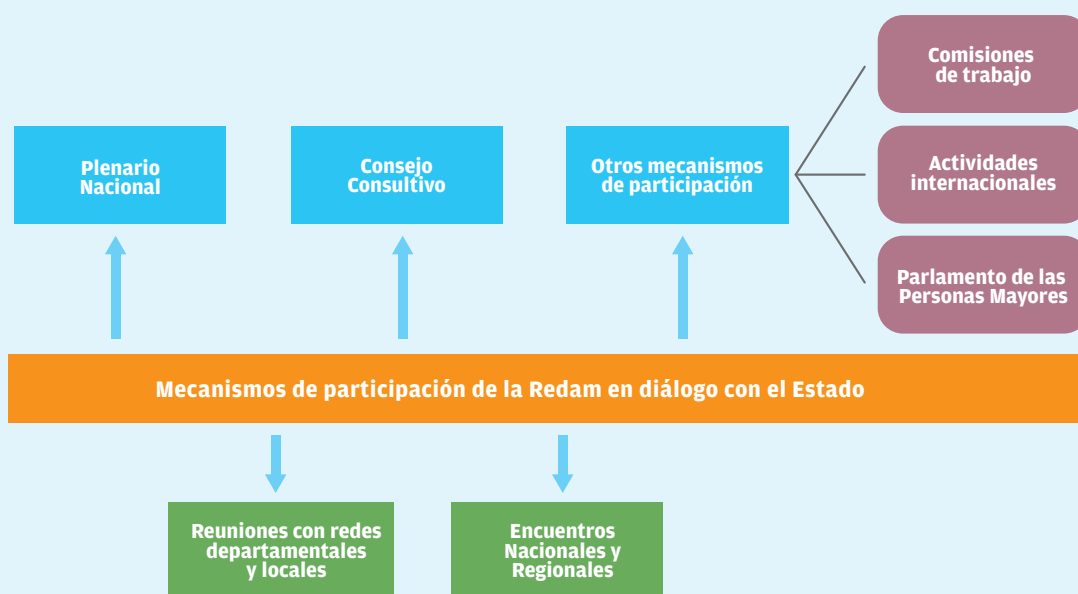 Comisiones
de trabajo
Plenario
Nacional
Consejo
Consultivo
Otros mecanismos
de participación
Actividades
internacionales
Parlamento de las
Personas Mayores
Mecanismos de participación de la Redam en diálogo con el Estado
Reuniones con redes
departamentales
y locales
Encuentros
Nacionales y
Regionales